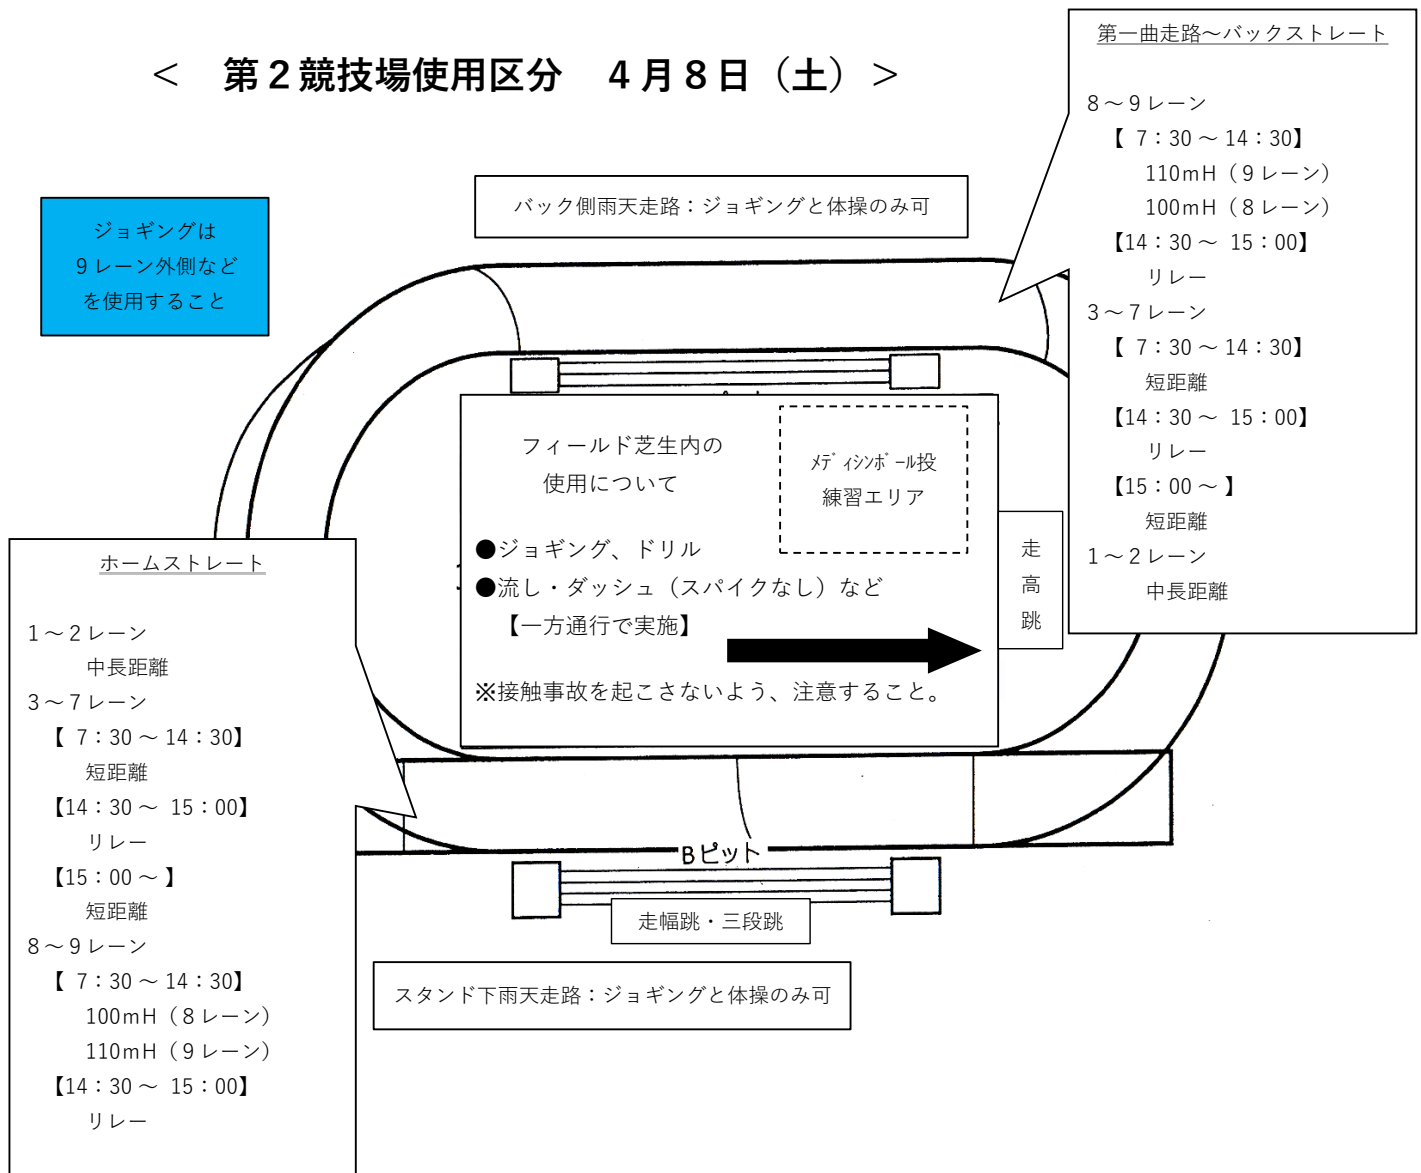 ＜　第２競技場使用区分　４月８日（土）＞
第一曲走路～バックストレート
８～９レーン
【 7：30 ～ 14：30】
110mH（９レーン）
100mH（８レーン）
【14：30 ～ 15：00】
リレー
３～７レーン
【 7：30 ～ 14：30】
短距離
【14：30 ～ 15：00】
リレー
【15：00 ～ 】
短距離
１～２レーン
中長距離
バック側雨天走路：ジョギングと体操のみ可
ジョギングは
９レーン外側など
を使用すること
フィールド芝生内の
使用について
ﾒﾃﾞｨｼﾝﾎﾞｰﾙ投
練習エリア
●ジョギング、ドリル
●流し・ダッシュ（スパイクなし）など
【一方通行で実施】
※接触事故を起こさないよう、注意すること。
走
高
跳
ホームストレート
１～２レーン
中長距離
３～７レーン
【 7：30 ～ 14：30】
短距離
【14：30 ～ 15：00】
リレー
【15：00 ～ 】
短距離
８～９レーン
【 7：30 ～ 14：30】
100mH（８レーン）
110mH（９レーン）
【14：30 ～ 15：00】
リレー
Bピット
走幅跳・三段跳
スタンド下雨天走路：ジョギングと体操のみ可